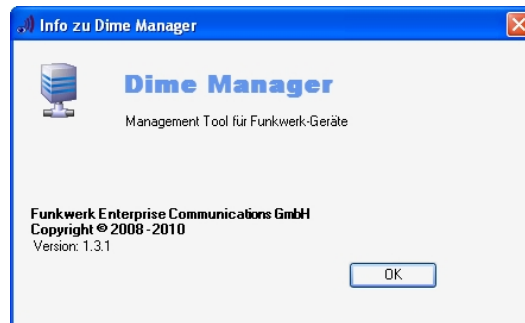 Info zu Dime Manager
Dime Manager
Management Tool für Funkwerk-Geräte
Funkwerk Enterprise Communications GmbH
Copyright © 2008 -2010
Version: 1.3.1
OK